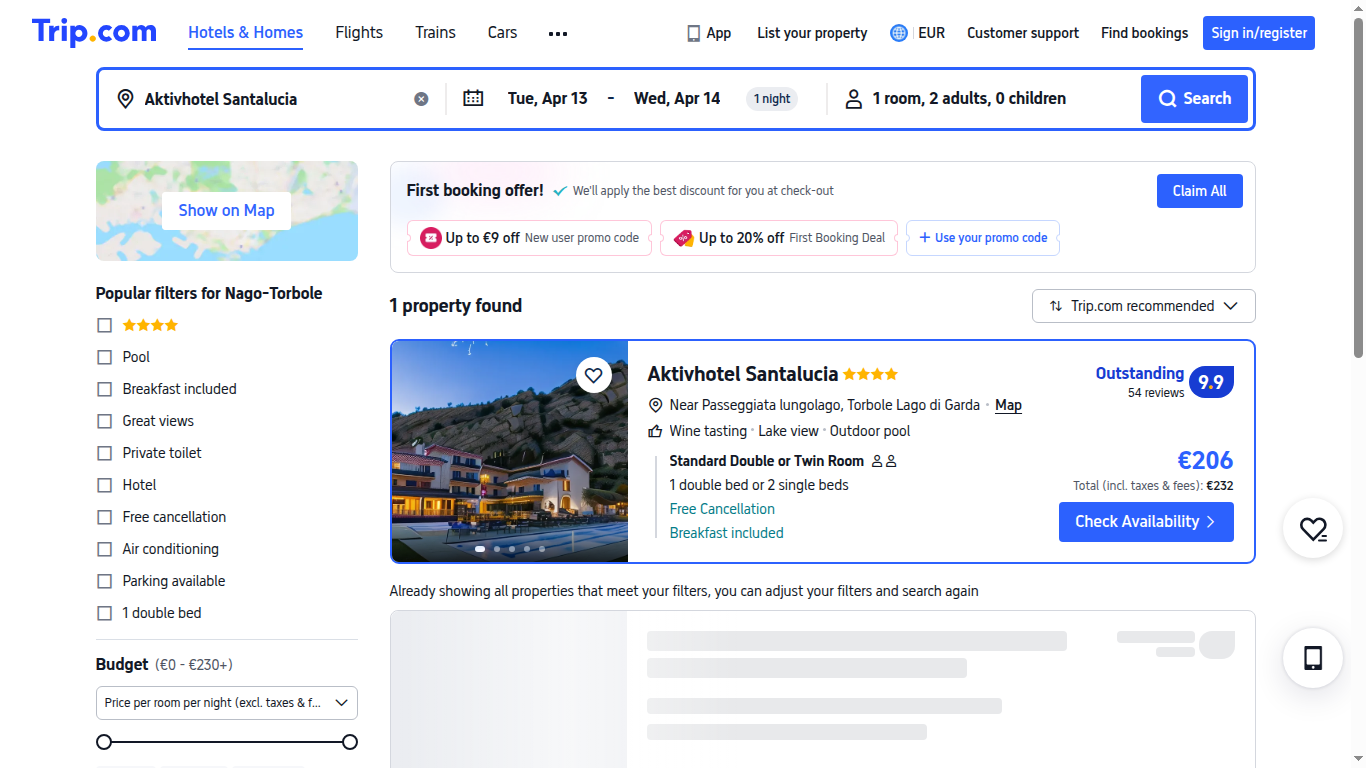 Trip.com
Hotels & Homes
Flights
Trains
Cars
App
List your property
EUR
Customer support
Find bookings
Sign in/register
Aktivhotel Santalucia
Tue, Apr 13 - Wed, Apr 14
1 night
1 room, 2 adults, 0 children
Search
Show on Map
Popular filters for Nago-Torbole
Pool
Breakfast included
Great views
Private toilet
Hotel
Free cancellation
Air conditioning
Parking available
1 double bed
Budget (€0 - €230+)
Price per room per night (excl. taxes & f...
First booking offer!
We'll apply the best discount for you at check-out
Claim All
Up to €9 off New user promo code
Up to 20% off First Booking Deal
+ Use your promo code
1 property found
Trip.com recommended
Aktivhotel Santalucia
Near Passeggiata lungolago, Torbole Lago di Garda · Map
Wine tasting · Lake view · Outdoor pool
Standard Double or Twin Room
1 double bed or 2 single beds
Free Cancellation
Breakfast included
Outstanding
54 reviews
9.9
€206
Total (incl. taxes & fees): €232
Check Availability
Already showing all properties that meet your filters, you can adjust your filters and search again